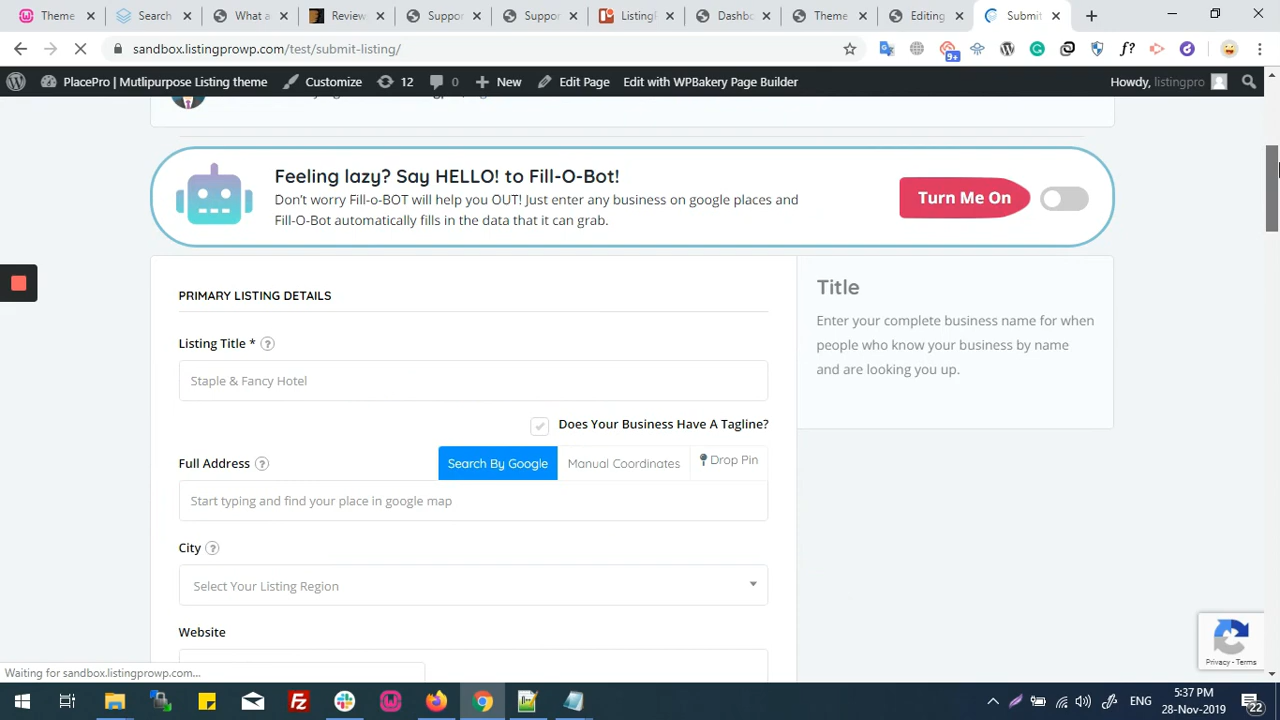 Theme
Search
What a
Review
Suppor
Suppor
ListingP
Dashbo
Theme
Editing
Submit
sandbox.listingprowp.com/test/submit-listing/
9+
f?
PlacePro | Mutlipurpose Listing theme
Customize
12
0
New
Edit Page
Edit with WPBakery Page Builder
Howdy, listingpro
Feeling lazy? Say HELLO! to Fill-O-Bot!
Don't worry Fill-o-BOT will help you OUT! Just enter any business on google places and
Fill-O-Bot automatically fills in the data that it can grab.
Turn Me On
PRIMARY LISTING DETAILS
Listing Title * ?
Staple & Fancy Hotel
Does Your Business Have A Tagline?
Full Address ?
Search By Google
Manual Coordinates
Drop Pin
Start typing and find your place in google map
City ?
Select Your Listing Region
Website
Title
Enter your complete business name for when
people who know your business by name
and are looking you up.
Privacy - Terms
Waiting for sandbox.listingprowp.com...
ENG
5:37 PM
28-Nov-2019
22